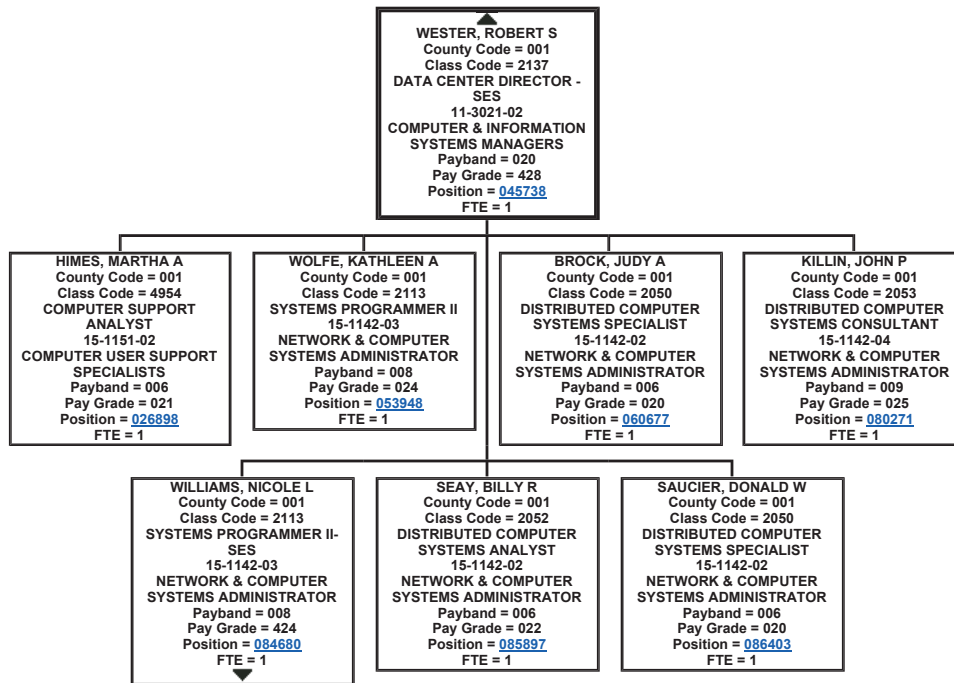 WESTER, ROBERT S
County Code = 001
Class Code = 2137
DATA CENTER DIRECTOR -
SES
11-3021-02
COMPUTER & INFORMATION
SYSTEMS MANAGERS
Payband = 020
Pay Grade = 428
Position = 045738
FTE = 1
HIMES, MARTHA A
County Code = 001
Class Code = 4954
COMPUTER SUPPORT
ANALYST
15-1151-02
COMPUTER USER SUPPORT
SPECIALISTS
Payband = 006
Pay Grade = 021
Position = 026898
FTE = 1
WOLFE, KATHLEEN A
County Code = 001
Class Code = 2113
SYSTEMS PROGRAMMER II
15-1142-03
NETWORK & COMPUTER
SYSTEMS ADMINISTRATOR
Payband = 008
Pay Grade = 024
Position = 053948
FTE = 1
BROCK, JUDY A
County Code = 001
Class Code = 2050
DISTRIBUTED COMPUTER
SYSTEMS SPECIALIST
15-1142-02
NETWORK & COMPUTER
SYSTEMS ADMINISTRATOR
Payband = 006
Pay Grade = 020
Position = 060677
FTE = 1
KILLIN, JOHN P
County Code = 001
Class Code = 2053
DISTRIBUTED COMPUTER
SYSTEMS CONSULTANT
15-1142-04
NETWORK & COMPUTER
SYSTEMS ADMINISTRATOR
Payband = 009
Pay Grade = 025
Position = 080271
FTE = 1
WILLIAMS, NICOLE L
County Code = 001
Class Code = 2113
SYSTEMS PROGRAMMER II-
SES
15-1142-03
NETWORK & COMPUTER
SYSTEMS ADMINISTRATOR
Payband = 008
Pay Grade = 424
Position = 084680
FTE = 1
SEAY, BILLY R
County Code = 001
Class Code = 2052
DISTRIBUTED COMPUTER
SYSTEMS ANALYST
15-1142-02
NETWORK & COMPUTER
SYSTEMS ADMINISTRATOR
Payband = 006
Pay Grade = 022
Position = 085897
FTE = 1
SAUCIER, DONALD W
County Code = 001
Class Code = 2050
DISTRIBUTED COMPUTER
SYSTEMS SPECIALIST
15-1142-02
NETWORK & COMPUTER
SYSTEMS ADMINISTRATOR
Payband = 006
Pay Grade = 020
Position = 086403
FTE = 1